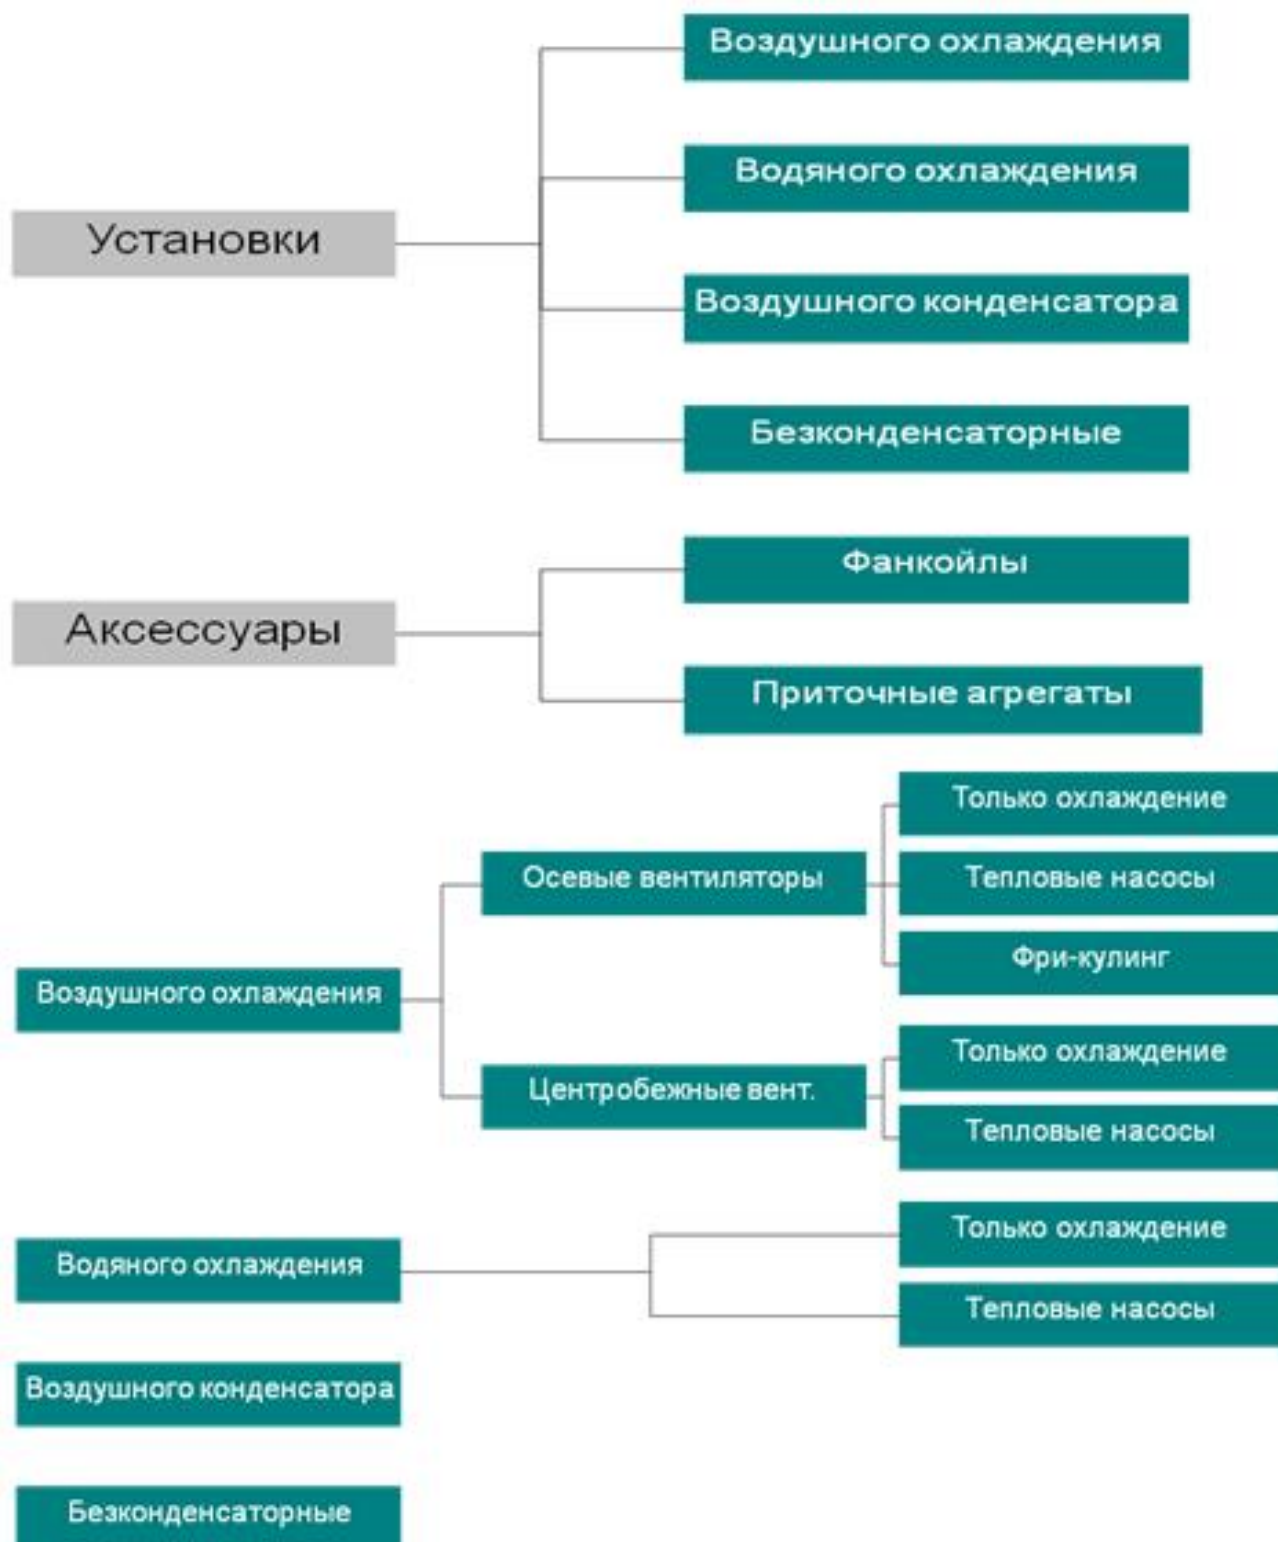 Воздушного охлаждения
Водяного охлаждения
Установки
Воздушного конденсатора
Безконденсаторные
Фанкойлы
Аксессуары
Приточные агрегаты
Только охлаждение
Осевые вентиляторы
Тепловые насосы
Фри-кулинг
Воздушного охлаждения
Только охлаждение
Центробежные вент.
Тепловые насосы
Только охлаждение
Водяного охлаждения
Тепловые насосы
Воздушного конденсатора
Безконденсаторные